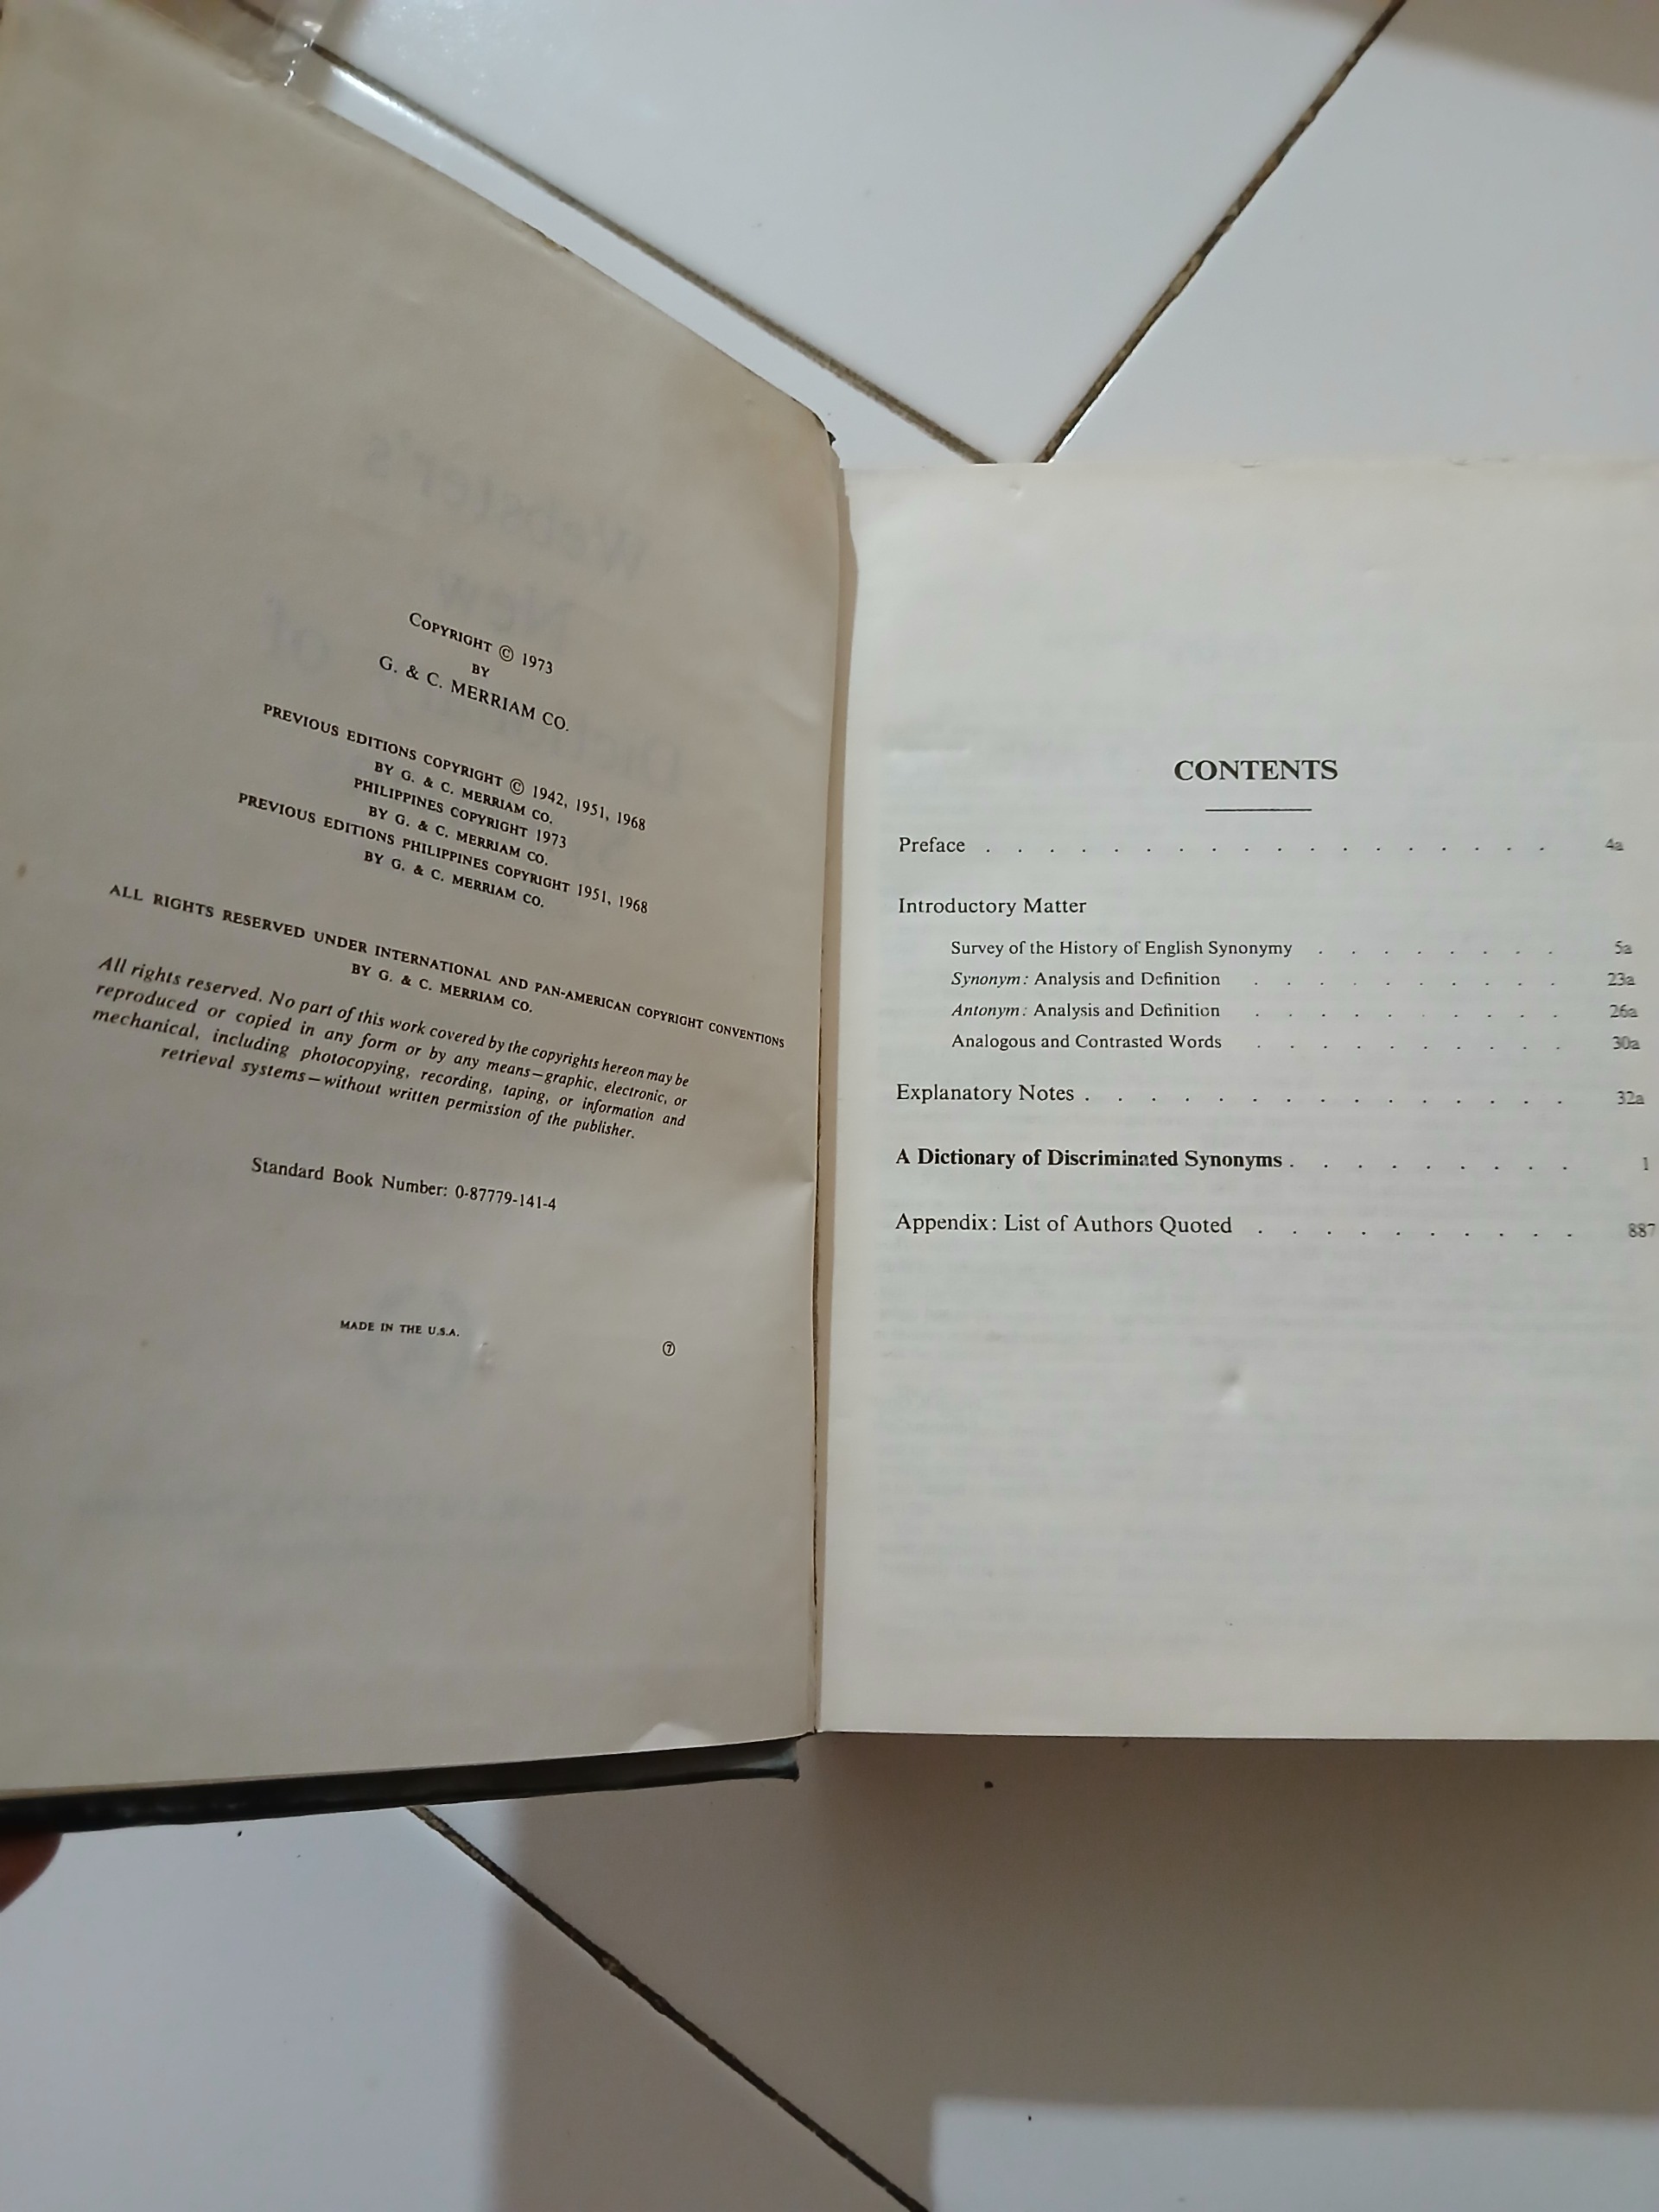 COPYRIGHT © 1973
BY
G. & C. MERRIAM CO.
PREVIOUS EDITIONS COPYRIGHT © 1942, 1951, 1968
BY G. & C. MERRIAM CO.
PHILIPPINES COPYRIGHT 1973
BY G. & C. MERRIAM CO.
PREVIOUS EDITIONS PHILIPPINES COPYRIGHT 1951, 1968
BY G. & C. MERRIAM CO.
ALL RIGHTS RESERVED UNDER INTERNATIONAL AND PAN-AMERICAN COPYRIGHT CONVENTIONS
BY G. & C. MERRIAM CO.
All rights reserved. No part of this work covered by the copyrights hereon may be
reproduced or copied in any form or by any means—graphic, electronic, or
mechanical, including photocopying, recording, taping, or information and
retrieval systems—without written permission of the publisher.
Standard Book Number: 0-87779-141-4
MADE IN THE U.S.A.
⑦
CONTENTS
Preface . . . . . . . . . . . . . . . . . . 4a
Introductory Matter
Survey of the History of English Synonymy . . . . . . . . 5a
Synonym: Analysis and Definition . . . . . . . . . . 23a
Antonym: Analysis and Definition . . . . . . . . . . 26a
Analogous and Contrasted Words . . . . . . . . . . 30a
Explanatory Notes . . . . . . . . . . . . . . . 32a
A Dictionary of Discriminated Synonyms . . . . . . . . . 1
Appendix: List of Authors Quoted . . . . . . . . . . 887